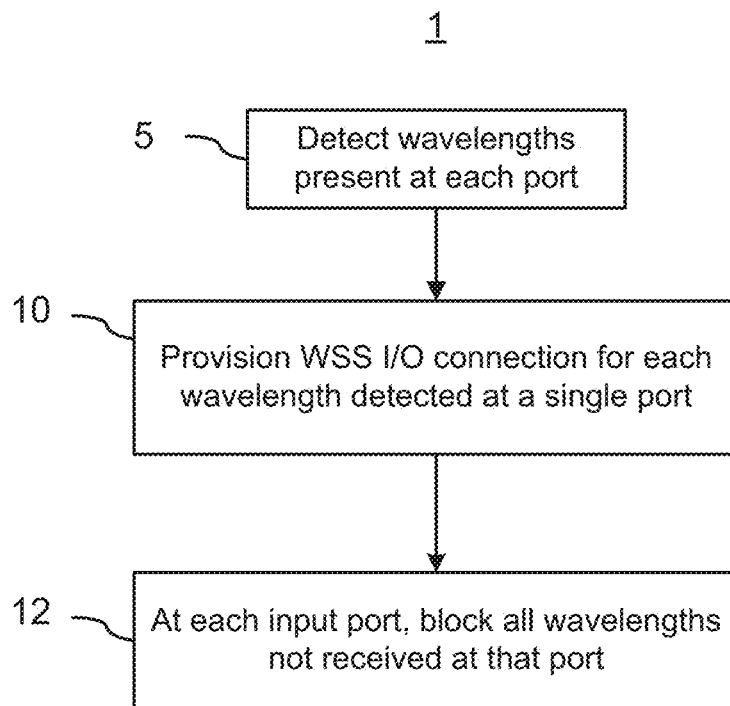 1
5
Detect wavelengths
present at each port
10
Provision WSS I/O connection for each
wavelength detected at a single port
12
At each input port, block all wavelengths
not received at that port